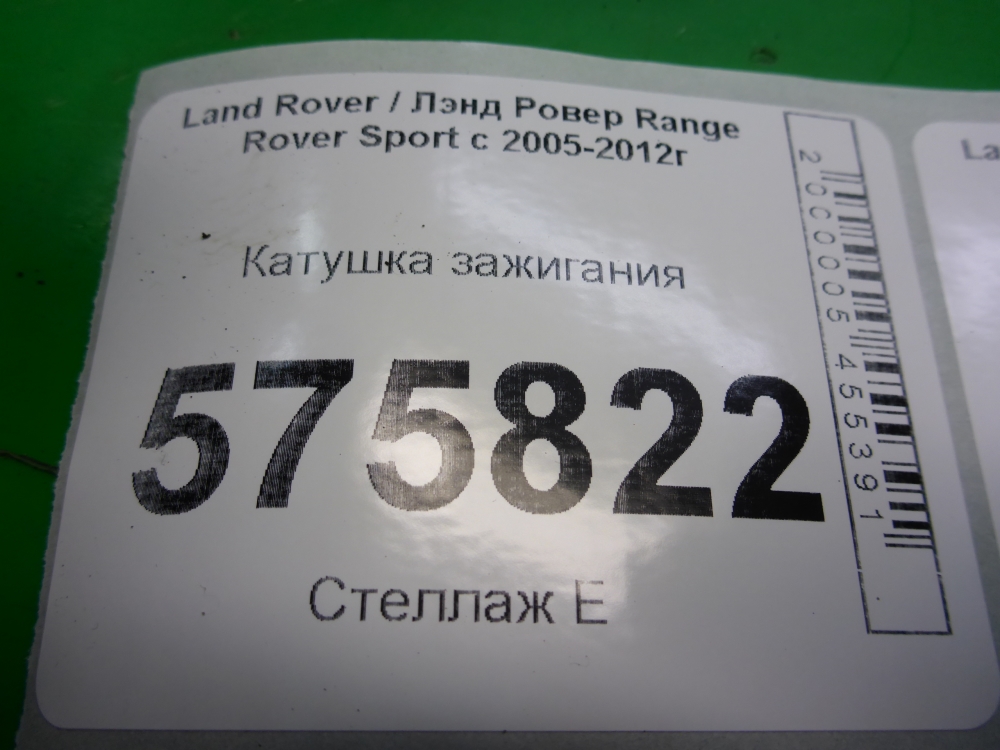 Land Rover / Лэнд Ровер Range
Rover Sport с 2005-2012г
Катушка зажигания
575822
Стеллаж Е
2000005455391
La